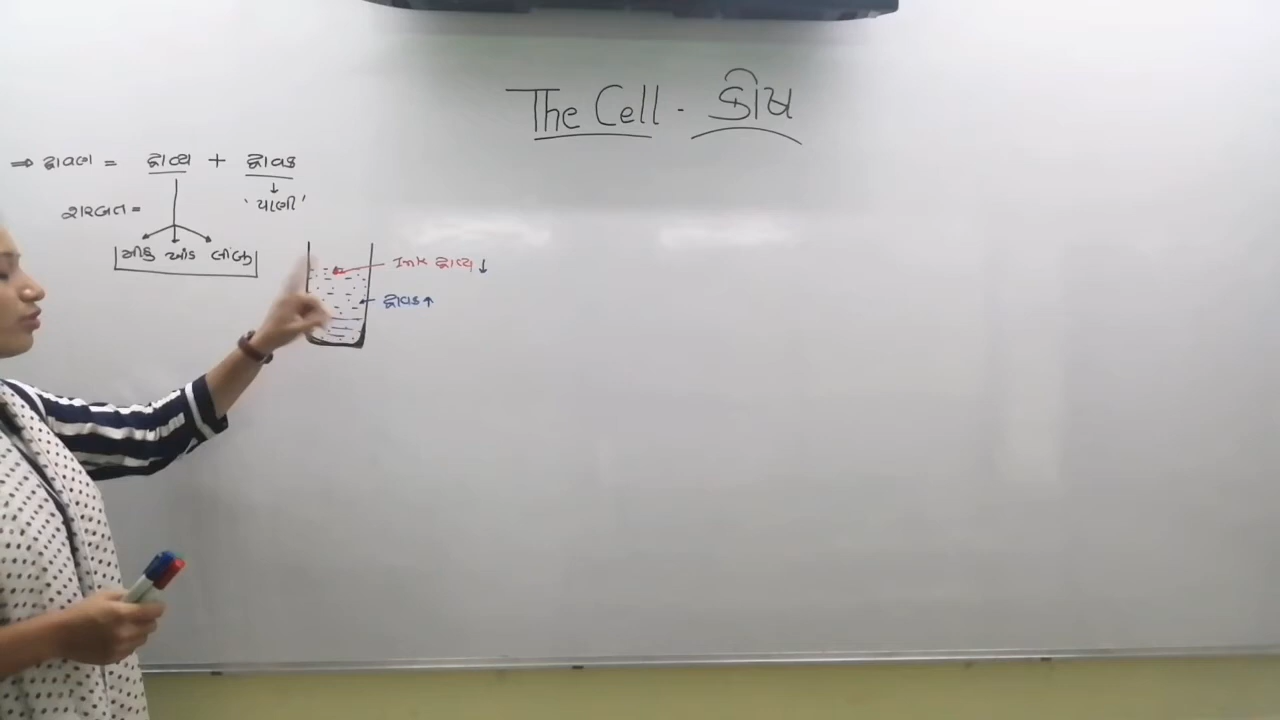 The Cell - કોષ
⇒ દ્રાવણ = દ્રાવ્ય + દ્રાવક
શરબત =
'પાણી'
Ink દ્રાવ્ય ↓
દ્રાવક ↑